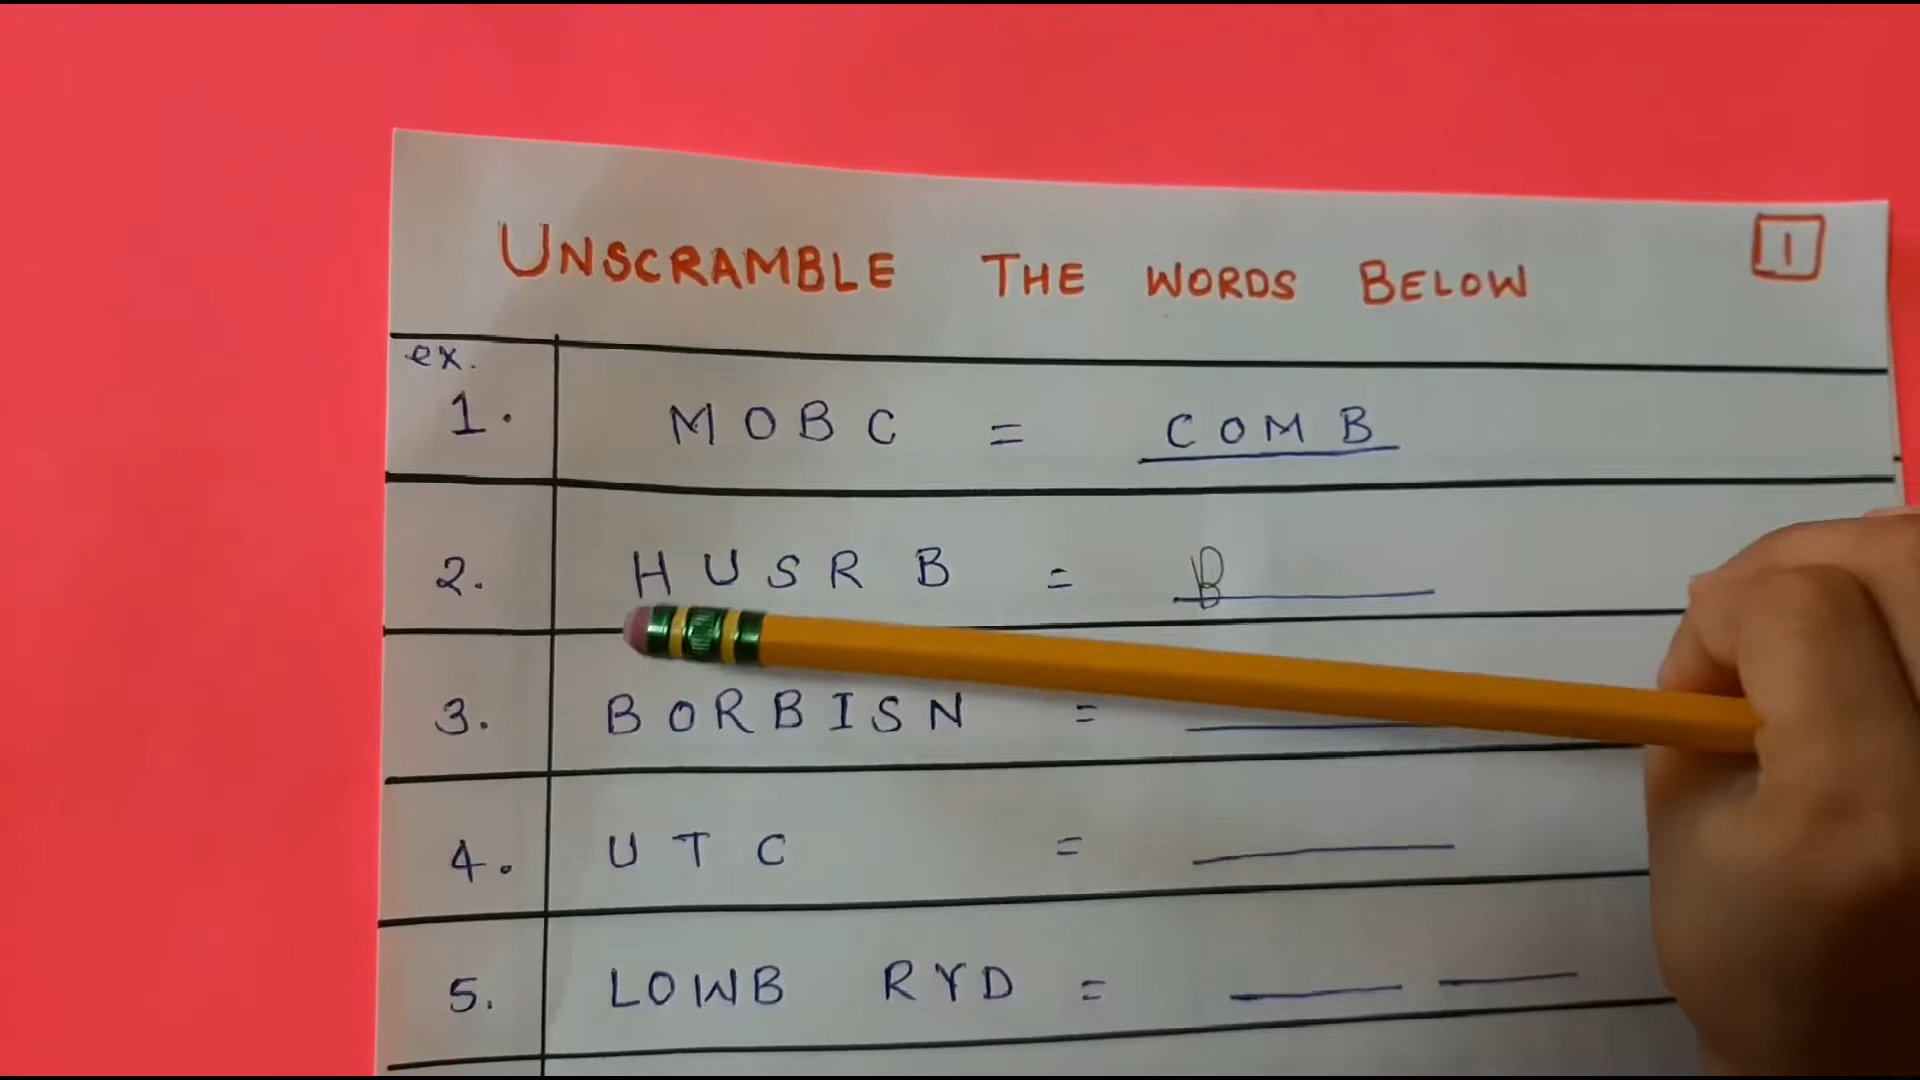 UNSCRAMBLE THE WORDS BELOW 1
ex.
1. MOBC = COMB
2. HUSRB = B
3. BORBISN =
4. UTC =
5. LOWB RYD =